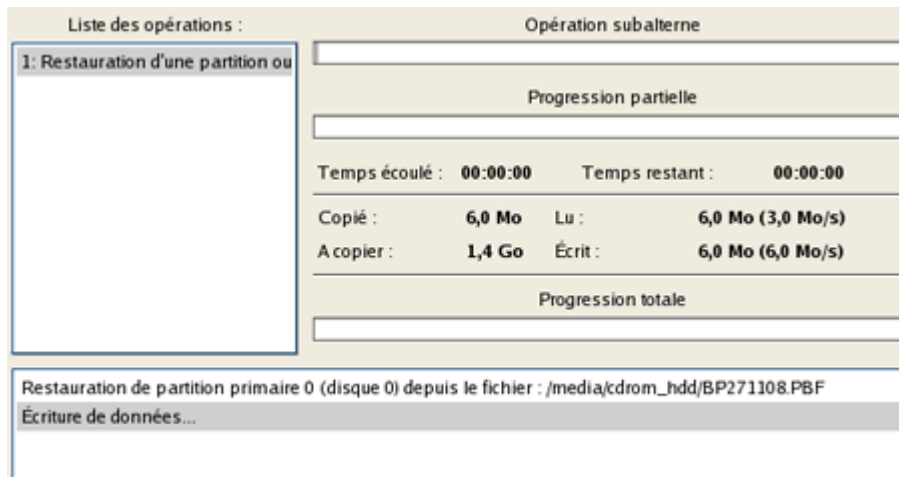 Liste des opérations :
1: Restauration d'une partition ou
Opération subalterne
Progression partielle
Temps écoulé : 00:00:00 Temps restant : 00:00:00
Copié : 6,0 Mo Lu : 6,0 Mo (3,0 Mo/s)
A copier : 1,4 Go Écrit : 6,0 Mo (6,0 Mo/s)
Progression totale
Restauration de partition primaire 0 (disque 0) depuis le fichier : /media/cdrom_hdd/BP271108.PBF
Écriture de données...